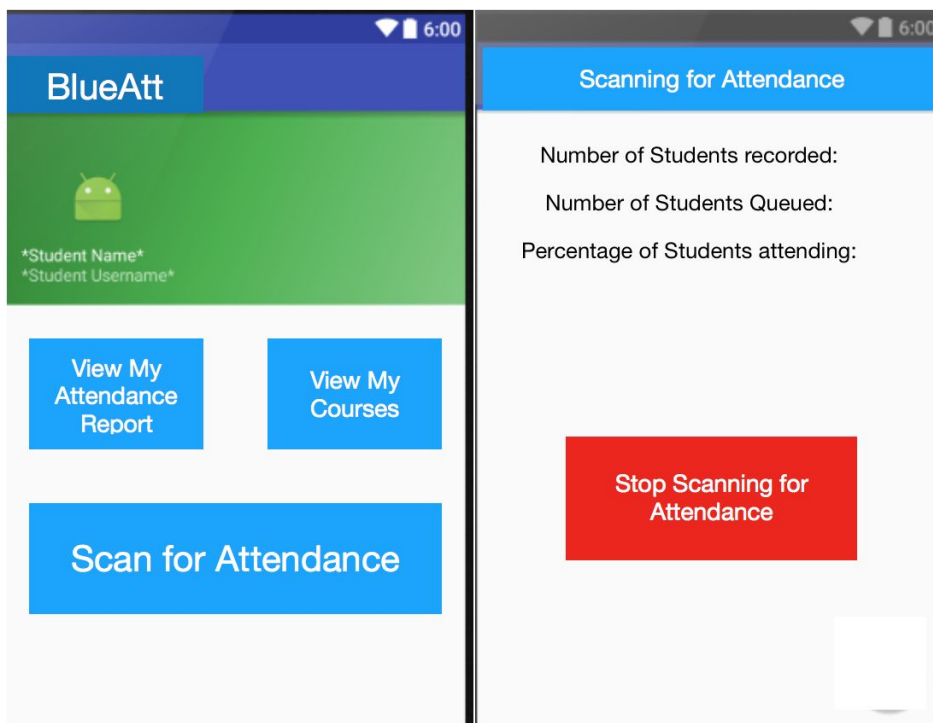 6:00
BlueAtt
*Student Name*
*Student Username*
View My
Attendance
Report
View My
Courses
Scan for Attendance
6:00
Scanning for Attendance
Number of Students recorded:
Number of Students Queued:
Percentage of Students attending:
Stop Scanning for
Attendance